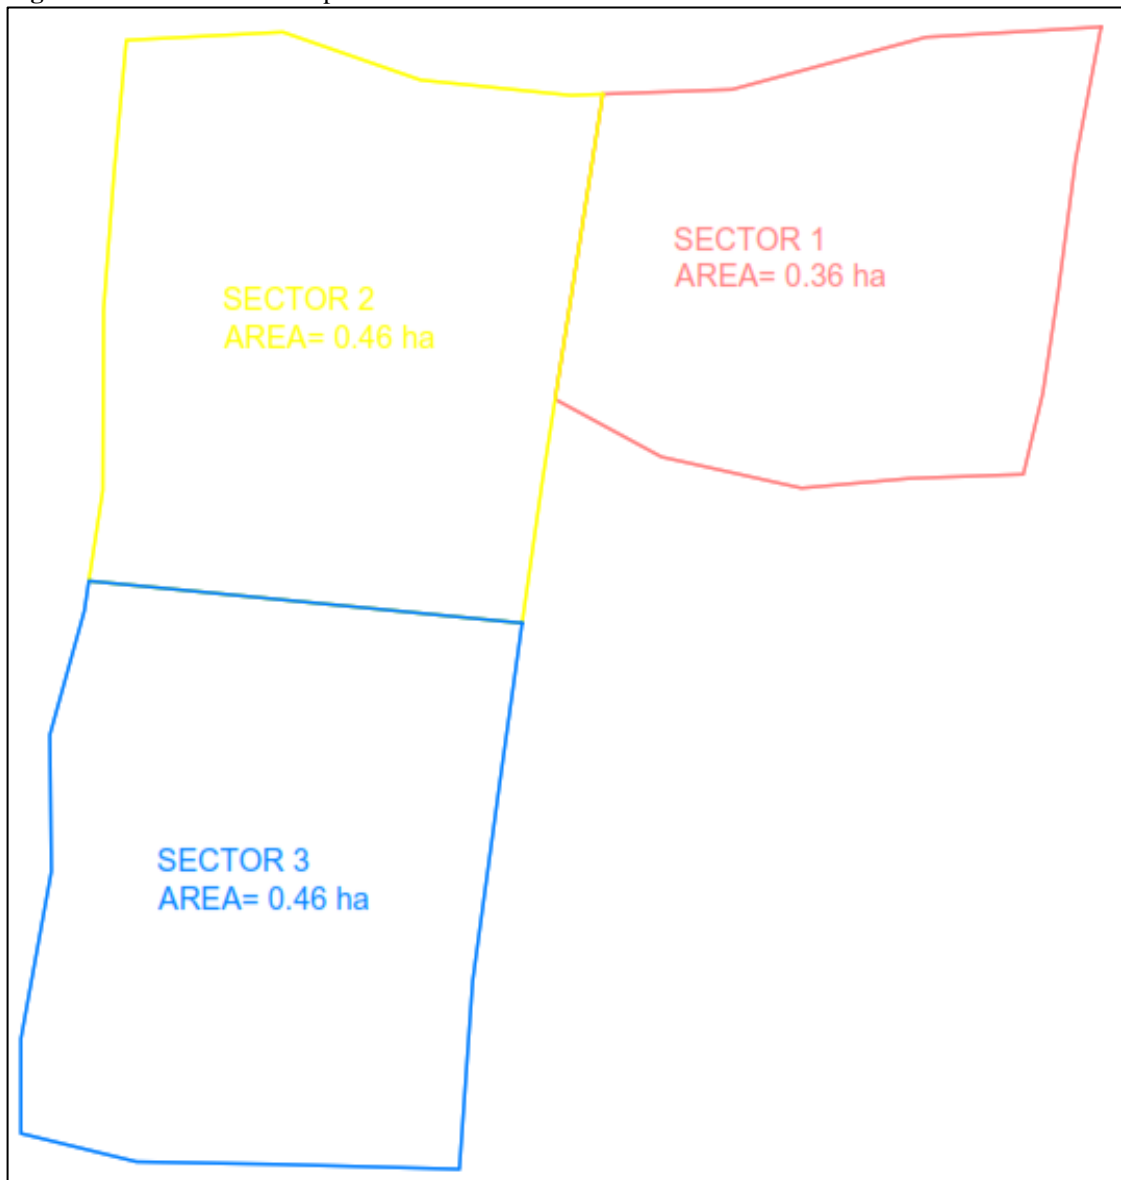 SECTOR 1
AREA= 0.36 ha
SECTOR 2
AREA= 0.46 ha
SECTOR 3
AREA= 0.46 ha